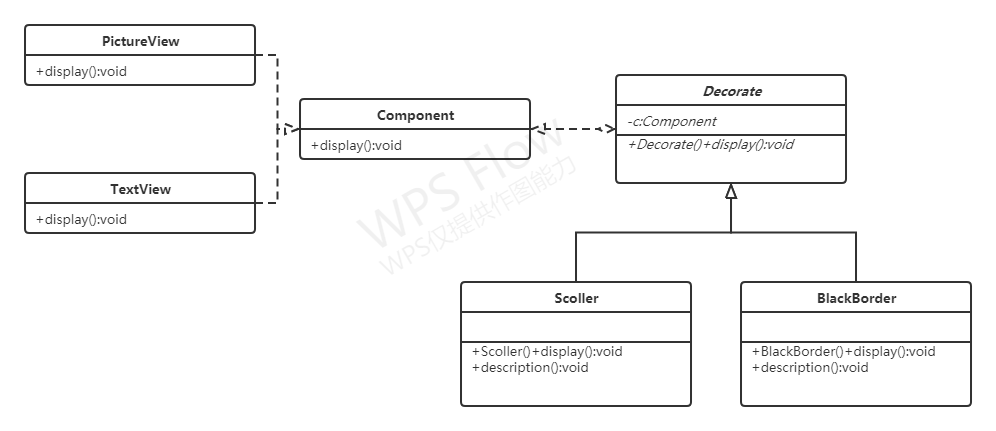 PictureView
+display():void
TextView
+display():void
Component
+display():void
Decorate
-c:Component
+Decorate()+display():void
Scoller
+Scoller()+display():void
+description():void
BlackBorder
+BlackBorder()+display():void
+description():void
WPS Flow
WPS仅提供作图能力